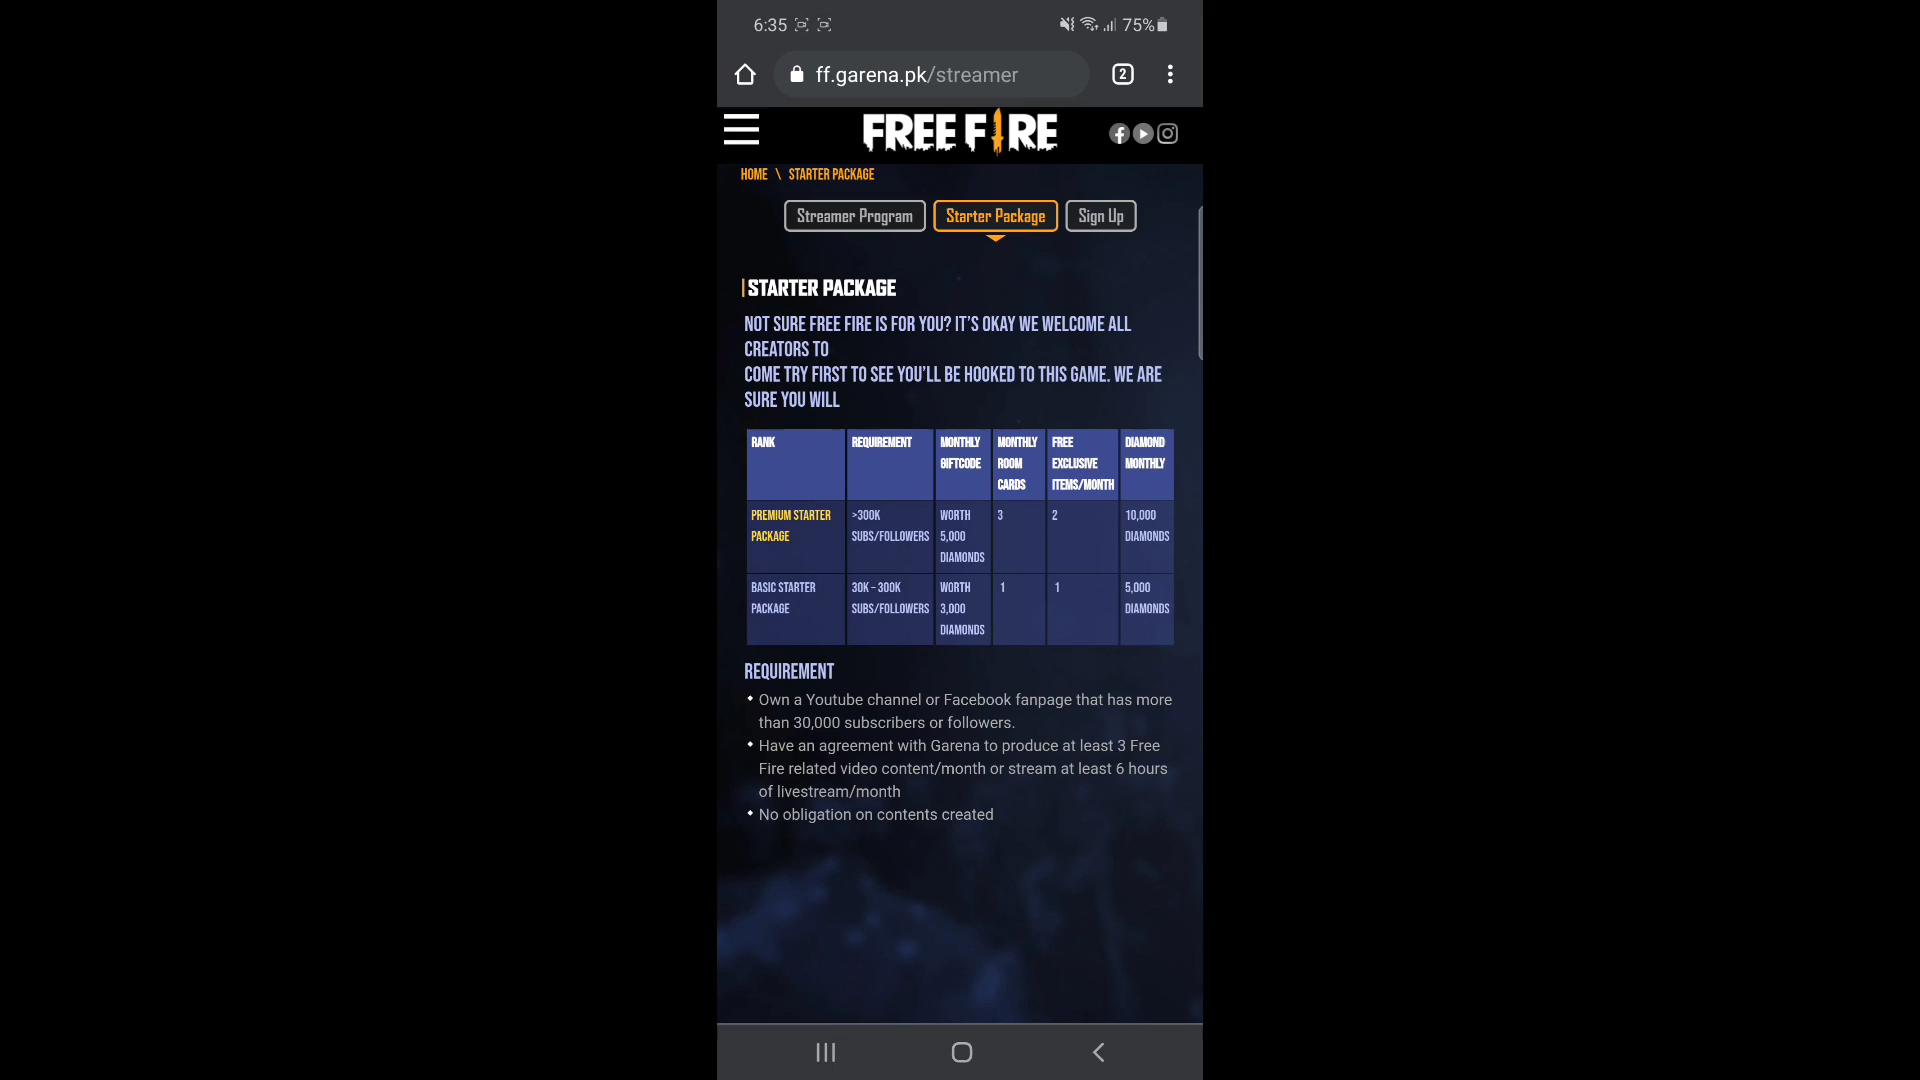 6:35
75%
ff.garena.pk/streamer
2
FREE FIRE
HOME \ STARTER PACKAGE
Streamer Program
Starter Package
Sign Up
STARTER PACKAGE
NOT SURE FREE FIRE IS FOR YOU? IT'S OKAY WE WELCOME ALL
CREATORS TO
COME TRY FIRST TO SEE YOU'LL BE HOOKED TO THIS GAME. WE ARE
SURE YOU WILL
RANK
REQUIREMENT
MONTHLY
GIFTCODE
MONTHLY
ROOM
CARDS
FREE
EXCLUSIVE
ITEMS/MONTH
DIAMOND
MONTHLY
PREMIUM STARTER
PACKAGE
>300K
SUBS/FOLLOWERS
WORTH
5,000
DIAMONDS
3
2
10,000
DIAMONDS
BASIC STARTER
PACKAGE
30K – 300K
SUBS/FOLLOWERS
WORTH
3,000
DIAMONDS
1
1
5,000
DIAMONDS
REQUIREMENT
Own a Youtube channel or Facebook fanpage that has more
than 30,000 subscribers or followers.
Have an agreement with Garena to produce at least 3 Free
Fire related video content/month or stream at least 6 hours
of livestream/month
No obligation on contents created